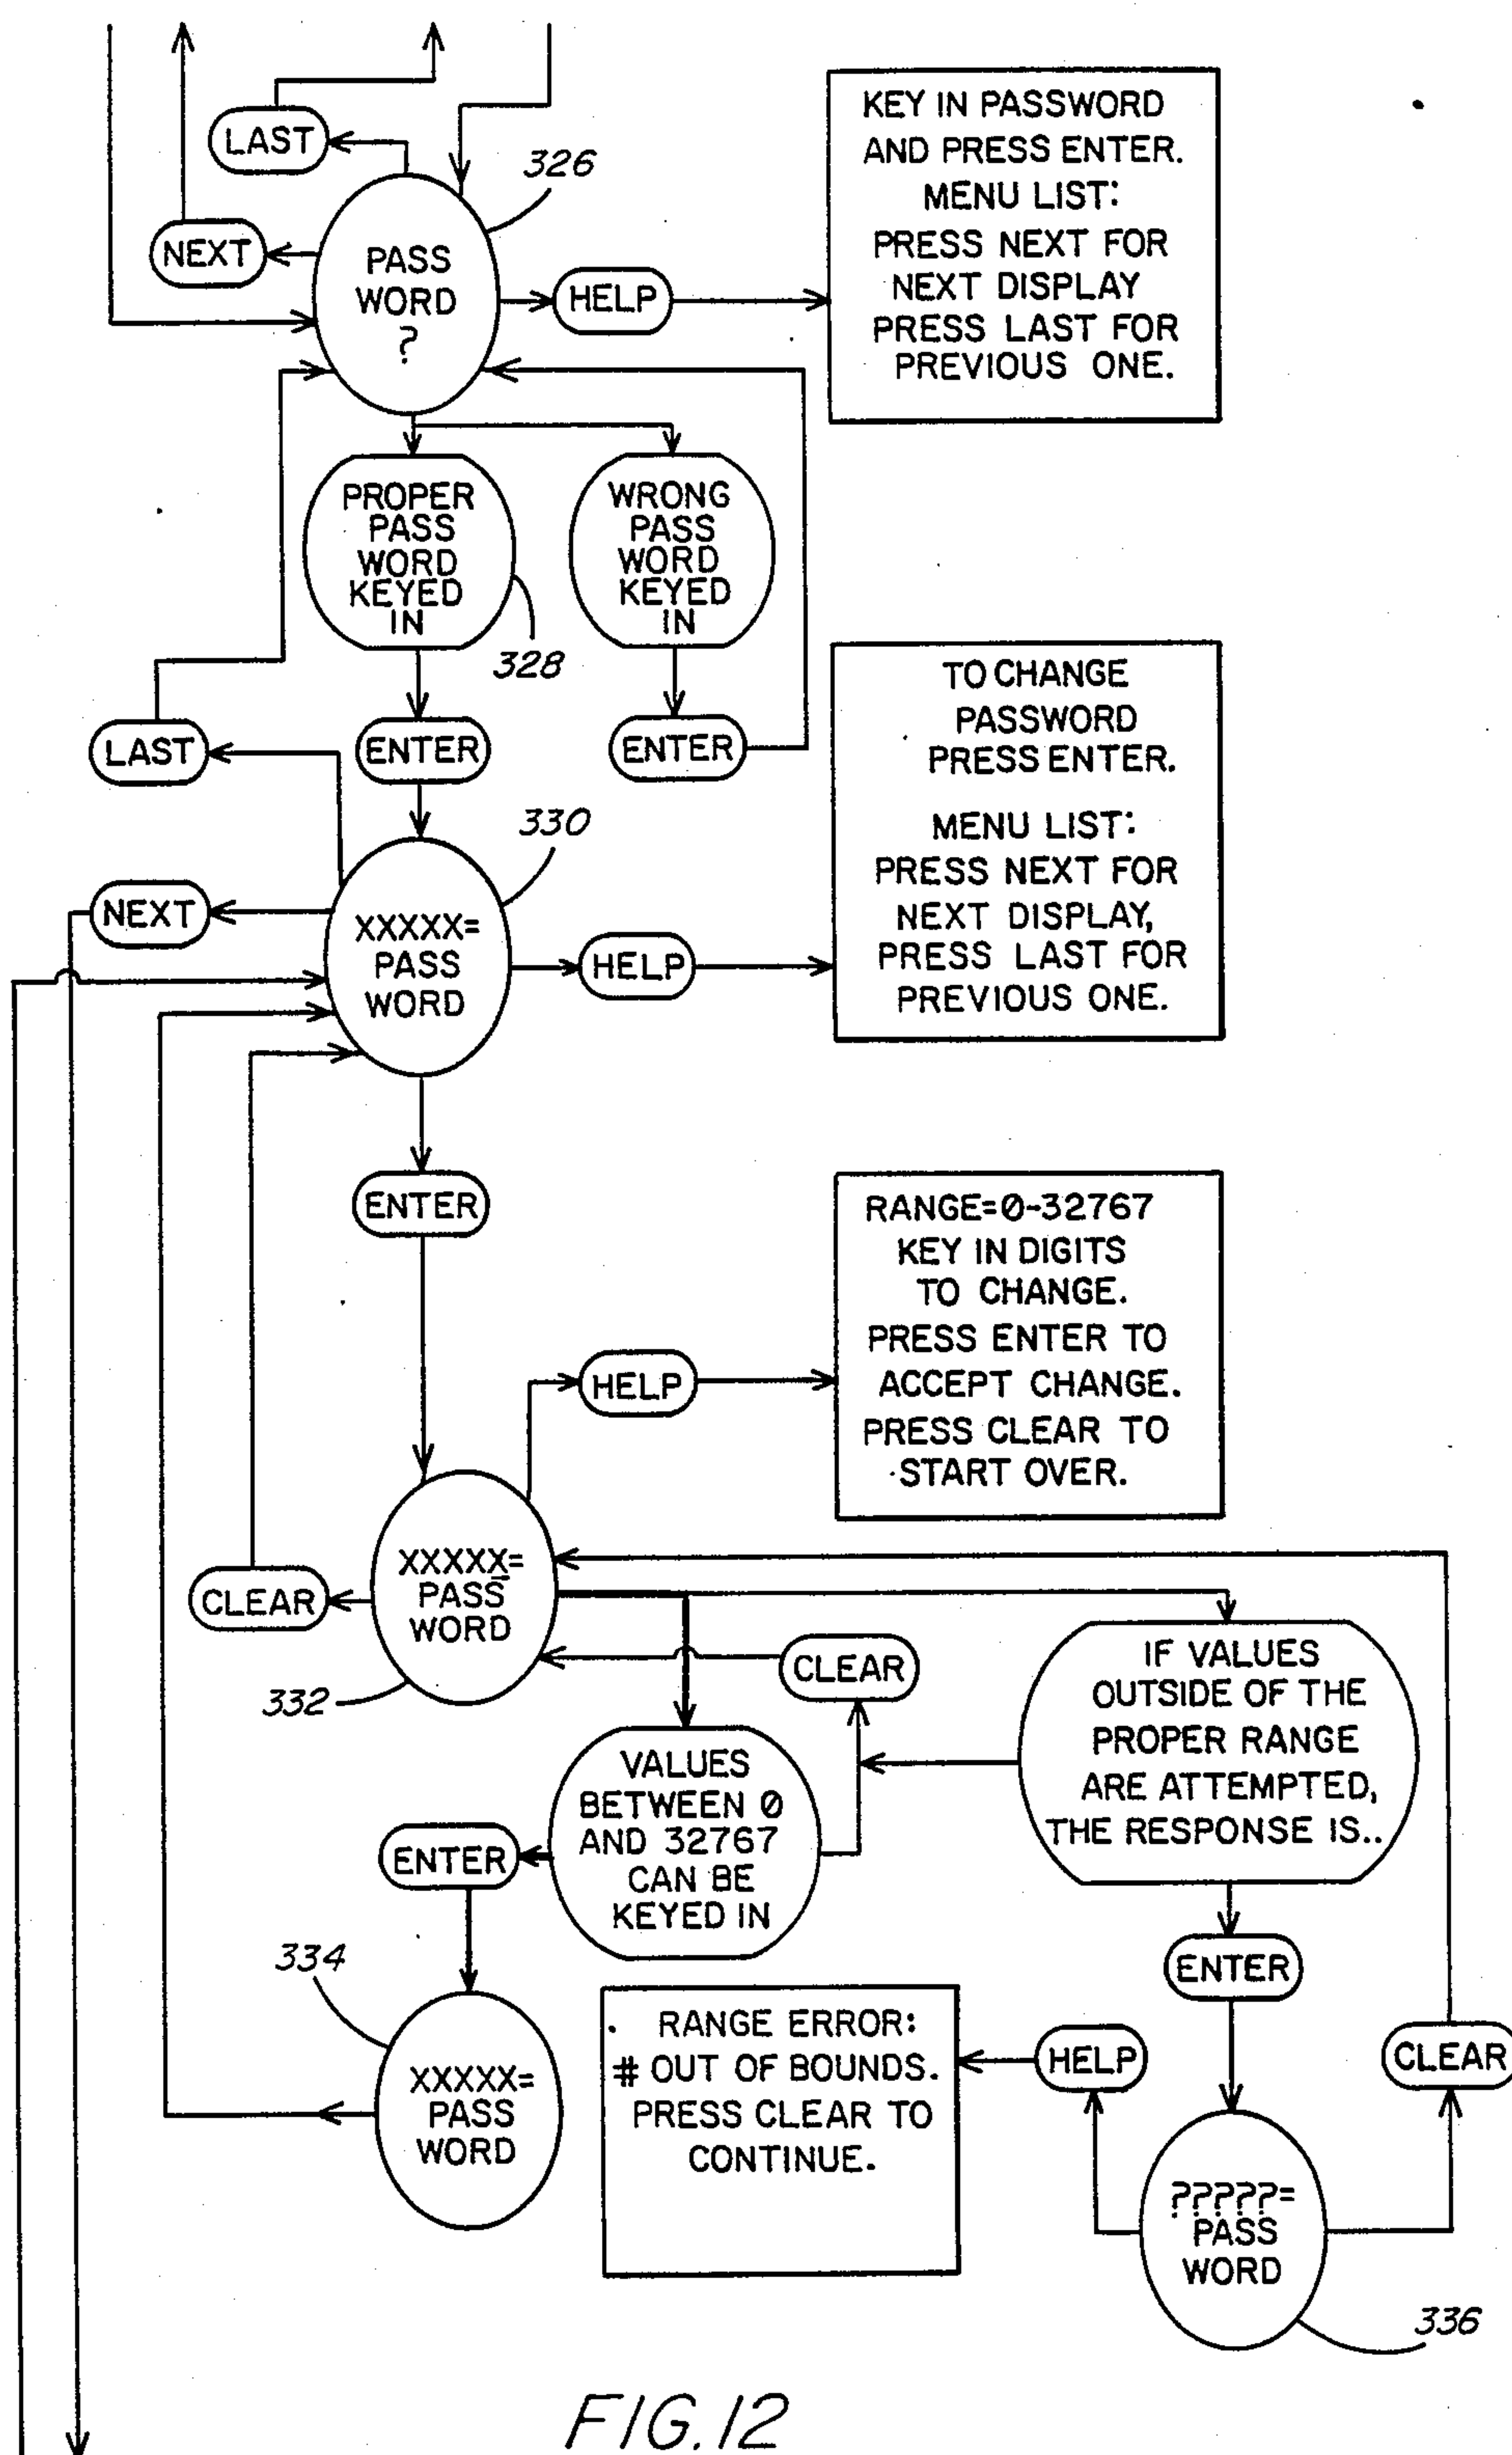 LAST
326
KEY IN PASSWORD
AND PRESS ENTER.
MENU LIST:
PRESS NEXT FOR
NEXT DISPLAY
PRESS LAST FOR
PREVIOUS ONE.
NEXT
PASS
WORD
?
HELP
PROPER
PASS
WORD
KEYED
IN
328
WRONG
PASS
WORD
KEYED
IN
LAST
ENTER
ENTER
TO CHANGE
PASSWORD
PRESS ENTER.
MENU LIST:
PRESS NEXT FOR
NEXT DISPLAY,
PRESS LAST FOR
PREVIOUS ONE.
330
NEXT
XXXXX=
PASS
WORD
HELP
ENTER
RANGE=0-32767
KEY IN DIGITS
TO CHANGE.
PRESS ENTER TO
ACCEPT CHANGE.
PRESS CLEAR TO
START OVER.
HELP
CLEAR
XXXXX=
PASS
WORD
332
CLEAR
IF VALUES
OUTSIDE OF THE
PROPER RANGE
ARE ATTEMPTED,
THE RESPONSE IS..
VALUES
BETWEEN 0
AND 32767
CAN BE
KEYED IN
ENTER
334
XXXXX=
PASS
WORD
RANGE ERROR:
# OUT OF BOUNDS.
PRESS CLEAR TO
CONTINUE.
ENTER
HELP
CLEAR
?????=
PASS
WORD
336
FIG. 12